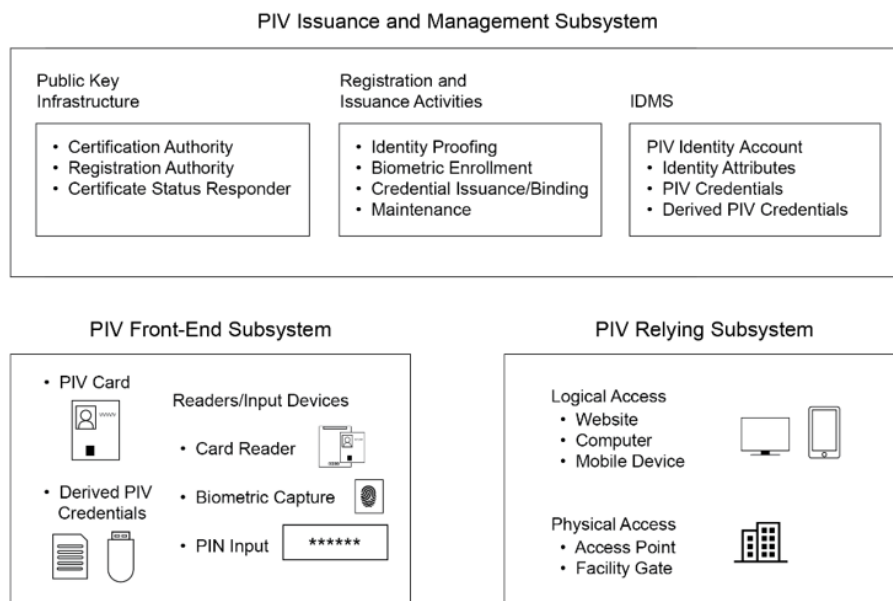 PIV Issuance and Management Subsystem
Public Key
Infrastructure
• Certification Authority
• Registration Authority
• Certificate Status Responder
Registration and
Issuance Activities
• Identity Proofing
• Biometric Enrollment
• Credential Issuance/Binding
• Maintenance
IDMS
PIV Identity Account
• Identity Attributes
• PIV Credentials
• Derived PIV Credentials
PIV Front-End Subsystem
• PIV Card
• Derived PIV
Credentials
Readers/Input Devices
• Card Reader
• Biometric Capture
• PIN Input
******
PIV Relying Subsystem
Logical Access
• Website
• Computer
• Mobile Device
Physical Access
• Access Point
• Facility Gate